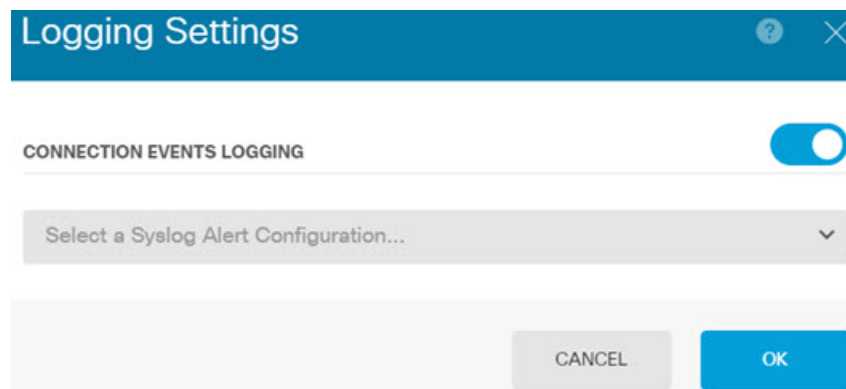 Logging Settings
?
CONNECTION EVENTS LOGGING
Select a Syslog Alert Configuration...
CANCEL
OK